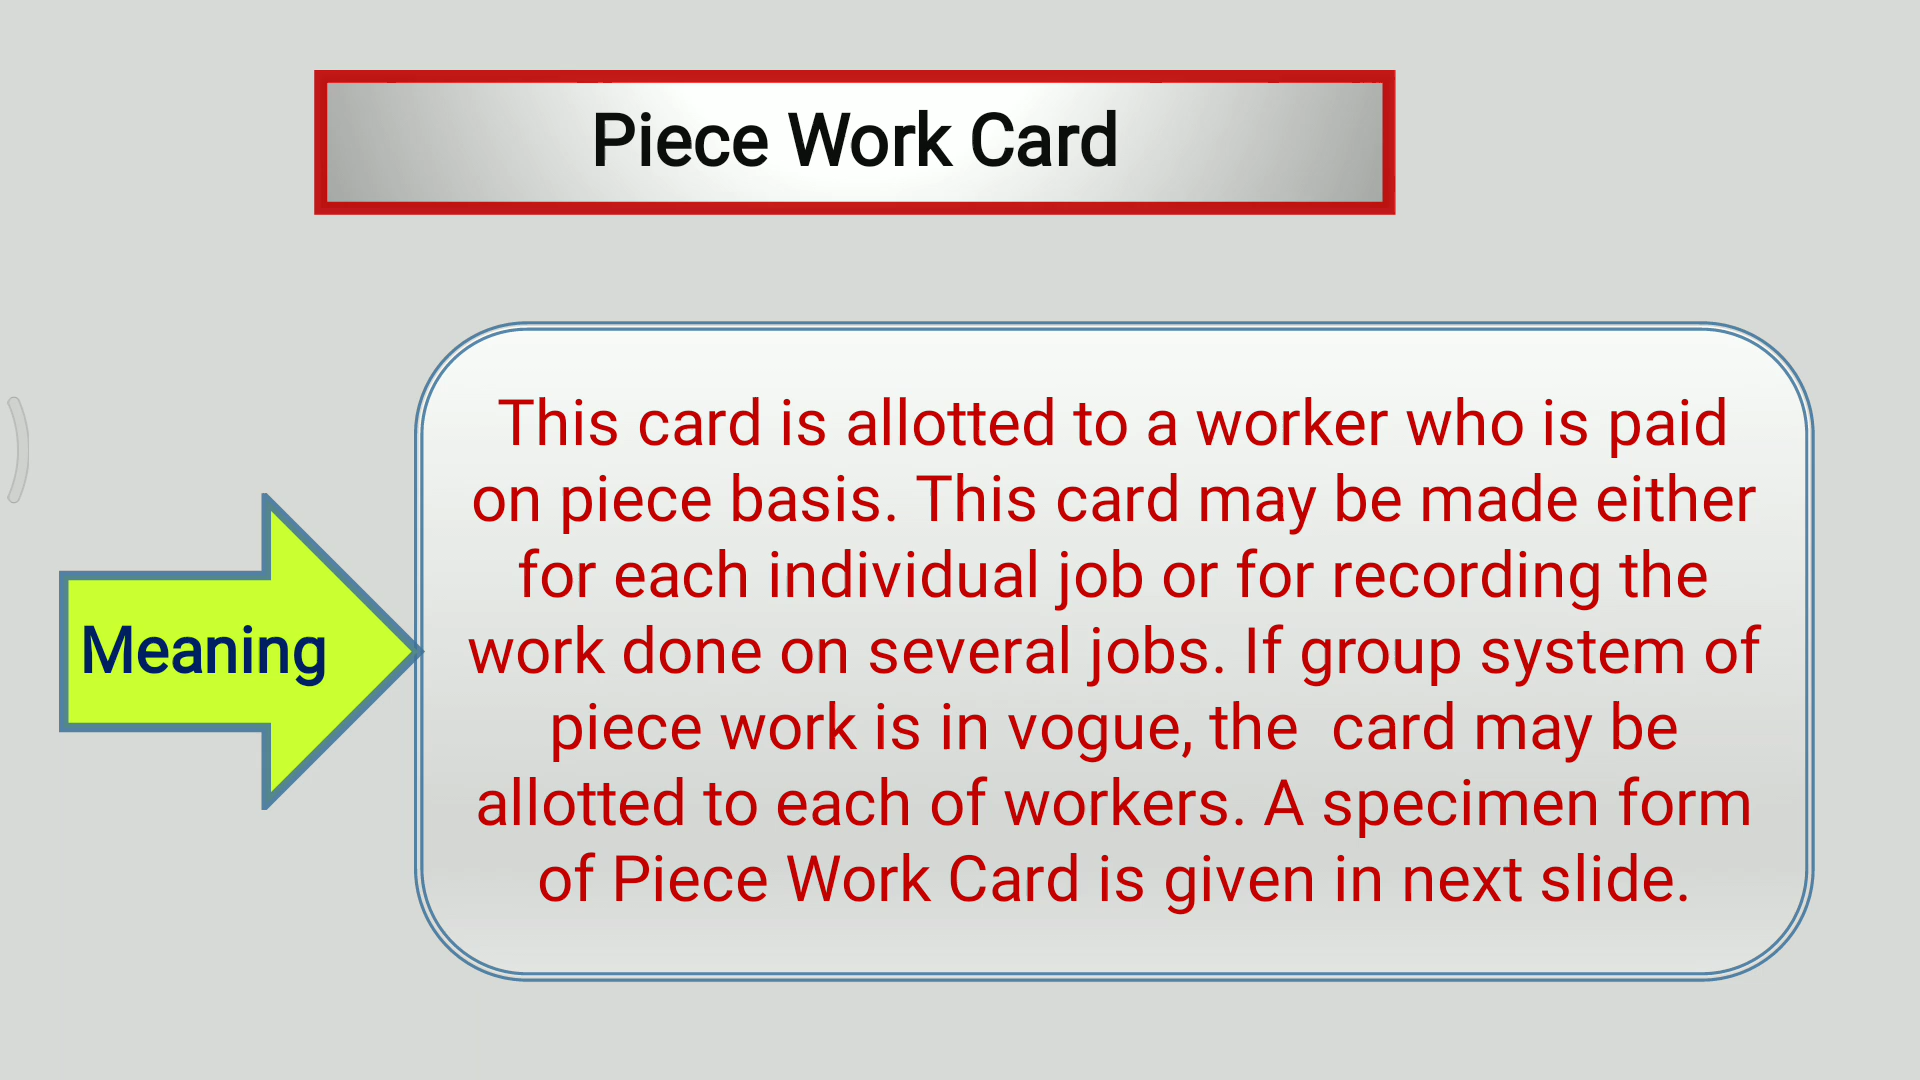 Piece Work Card
Meaning
This card is allotted to a worker who is paid
on piece basis. This card may be made either
for each individual job or for recording the
work done on several jobs. If group system of
piece work is in vogue, the  card may be
allotted to each of workers. A specimen form
of Piece Work Card is given in next slide.